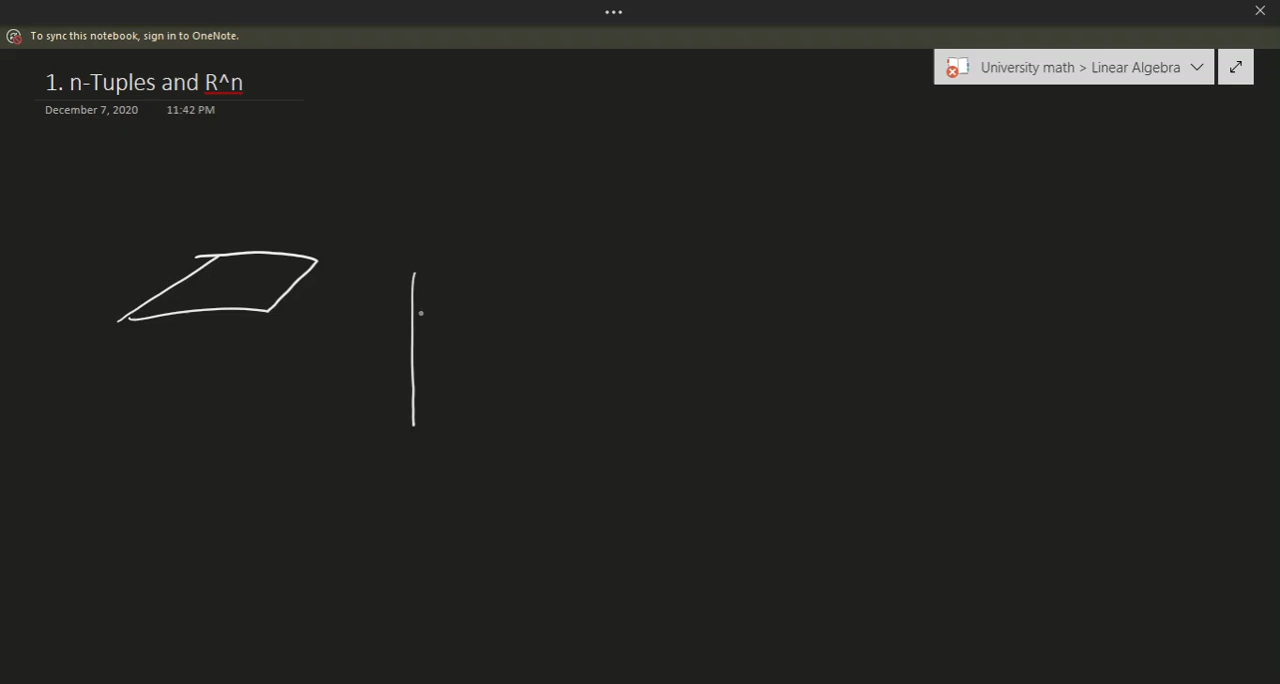 To sync this notebook, sign in to OneNote.
University math > Linear Algebra
1. n-Tuples and R^n
December 7, 2020 11:42 PM